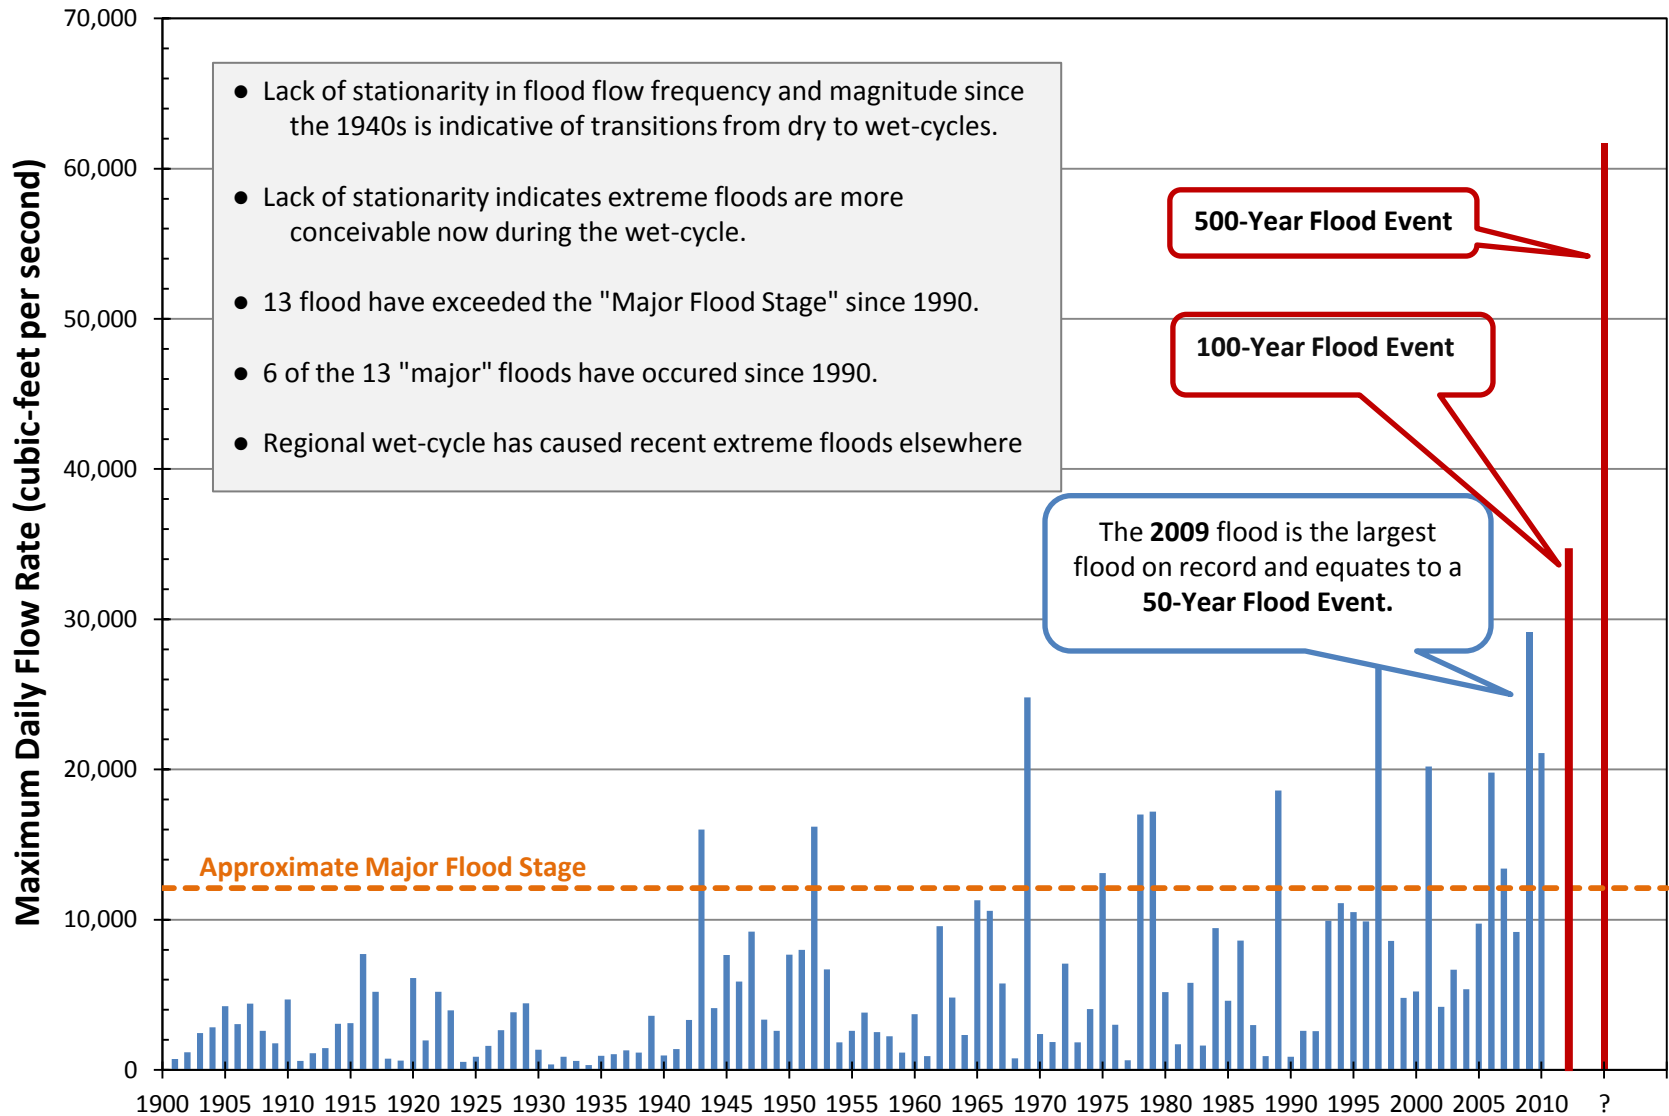 70,000
60,000
50,000
40,000
30,000
20,000
10,000
0
Maximum Daily Flow Rate (cubic-feet per second)
● Lack of stationarity in flood flow frequency and magnitude since
the 1940s is indicative of transitions from dry to wet-cycles.
● Lack of stationarity indicates extreme floods are more
conceivable now during the wet-cycle.
● 13 flood have exceeded the "Major Flood Stage" since 1990.
● 6 of the 13 "major" floods have occured since 1990.
● Regional wet-cycle has caused recent extreme floods elsewhere
500-Year Flood Event
100-Year Flood Event
The 2009 flood is the largest
flood on record and equates to a
50-Year Flood Event.
Approximate Major Flood Stage
1900 1905 1910 1915 1920 1925 1930 1935 1940 1945 1950 1955 1960 1965 1970 1975 1980 1985 1990 1995 2000 2005 2010 ?